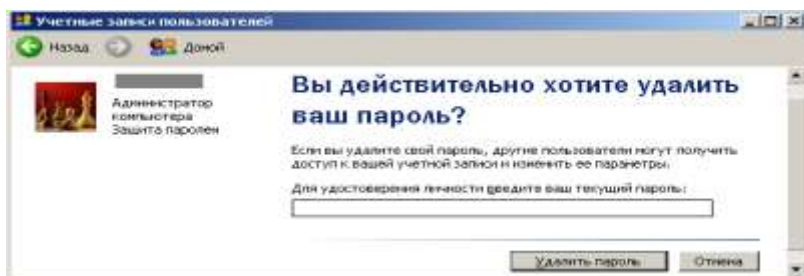 Учетные записи пользователей
Назад Домой
Администратор
компьютера
Защита паролем
Вы действительно хотите удалить
ваш пароль?
Если вы удалите свой пароль, другие пользователи могут получить
доступ к вашей учетной записи и изменить ее параметры.
Для удостоверения личности введите ваш текущий пароль:
Удалить пароль Отмена